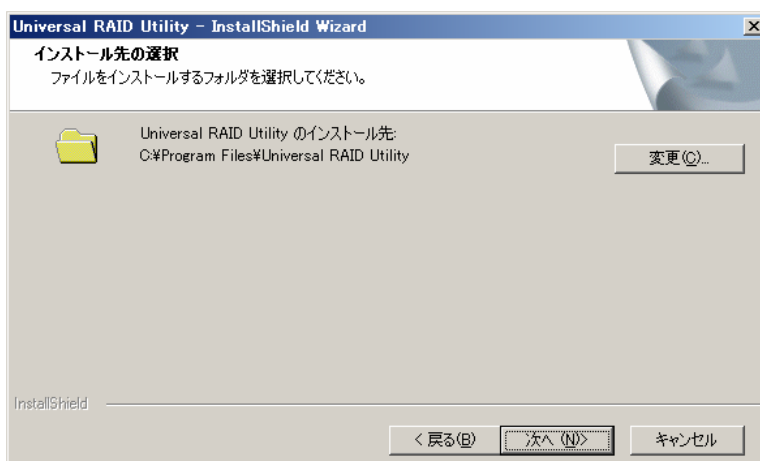 Universal RAID Utility - InstallShield Wizard
インストール先の選択
ファイルをインストールするフォルダを選択してください。
Universal RAID Utility のインストール先:
C:¥Program Files¥Universal RAID Utility
変更(C)...
InstallShield
< 戻る(B)
次へ (N)>
キャンセル